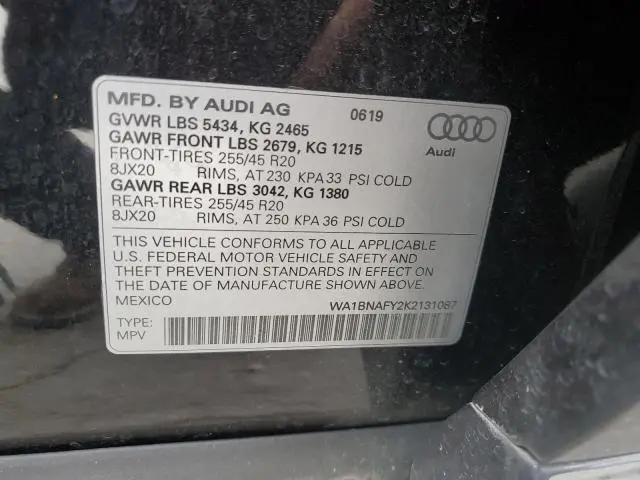 MFD. BY AUDI AG 0619
GVWR LBS 5434, KG 2465
GAWR FRONT LBS 2679, KG 1215
FRONT-TIRES 255/45 R20
8JX20 RIMS, AT 230 KPA 33 PSI COLD
GAWR REAR LBS 3042, KG 1380
REAR-TIRES 255/45 R20
8JX20 RIMS, AT 250 KPA 36 PSI COLD
Audi
THIS VEHICLE CONFORMS TO ALL APPLICABLE
U.S. FEDERAL MOTOR VEHICLE SAFETY AND
THEFT PREVENTION STANDARDS IN EFFECT ON
THE DATE OF MANUFACTURE SHOWN ABOVE.
MEXICO WA1BNAFY2K2131087
TYPE:
MPV